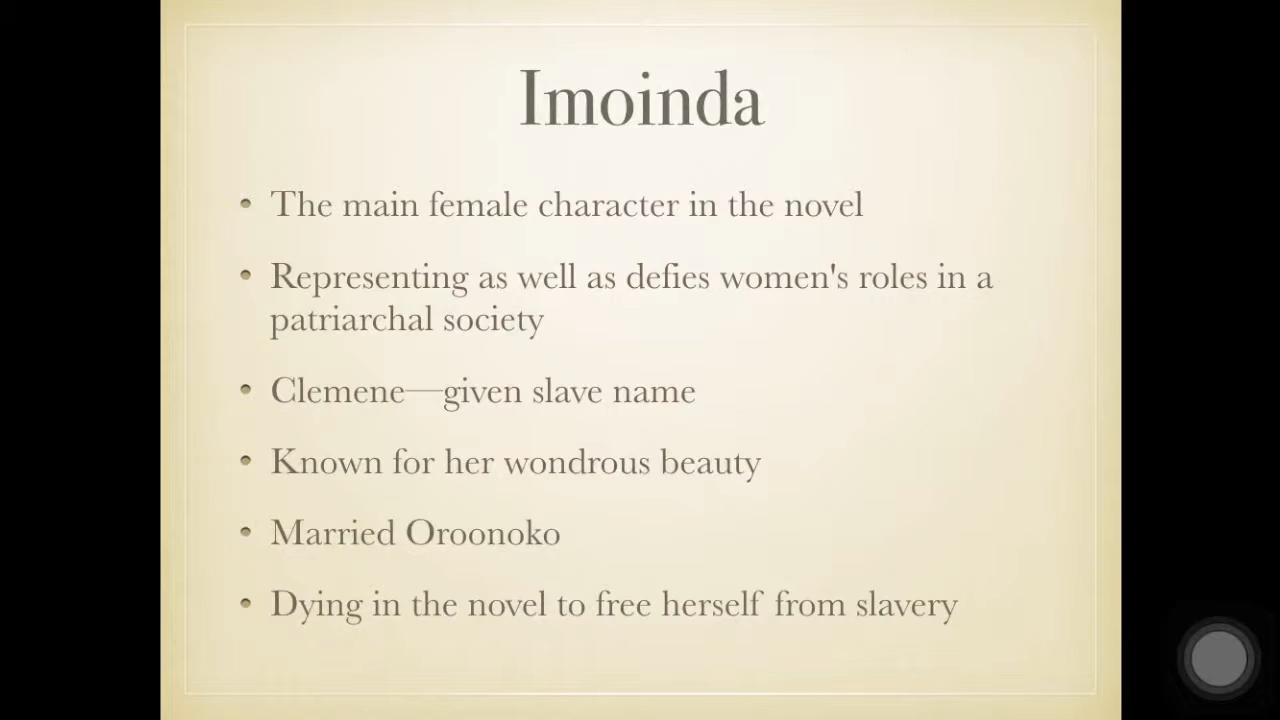 Imoinda
• The main female character in the novel
• Representing as well as defies women's roles in a
patriarchal society
• Clemene—given slave name
• Known for her wondrous beauty
• Married Oroonoko
• Dying in the novel to free herself from slavery